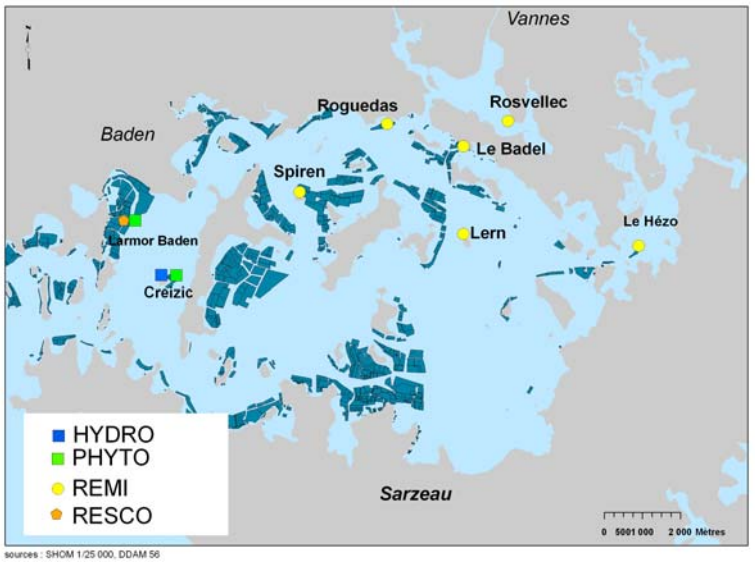 Vannes
Roguedas
Rosvellec
Baden
Le Badel
Spiren
Le Hézo
Lern
Larmor Baden
Creïzic
HYDRO
PHYTO
REMI
RESCO
Sarzeau
0 5001 000 2 000 Mètres
sources : SHOM 1/25 000, DDAM 56